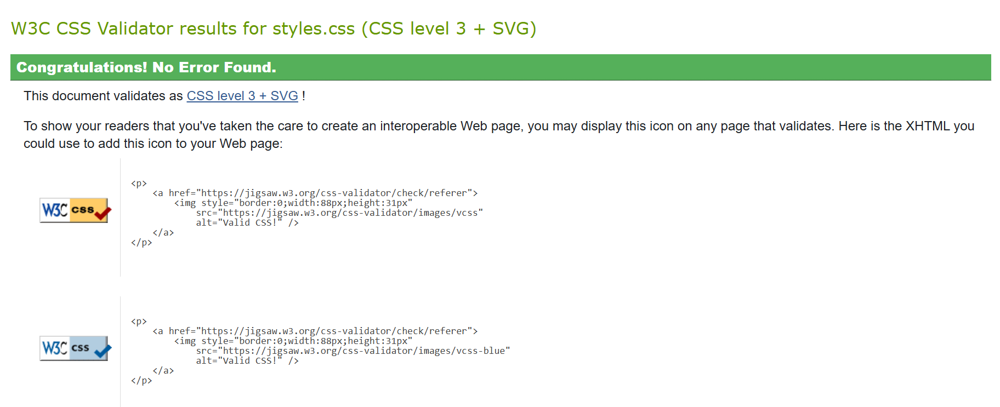 W3C CSS Validator results for styles.css (CSS level 3 + SVG)
Congratulations! No Error Found.
This document validates as CSS level 3 + SVG !
To show your readers that you've taken the care to create an interoperable Web page, you may display this icon on any page that validates. Here is the XHTML you
could use to add this icon to your Web page:
W3C css
<p>
    <a href="https://jigsaw.w3.org/css-validator/check/referer">
        <img style="border:0;width:88px;height:31px"
            src="https://jigsaw.w3.org/css-validator/images/vcss"
            alt="Valid CSS!" />
    </a>
</p>
W3C css
<p>
    <a href="https://jigsaw.w3.org/css-validator/check/referer">
        <img style="border:0;width:88px;height:31px"
            src="https://jigsaw.w3.org/css-validator/images/vcss-blue"
            alt="Valid CSS!" />
    </a>
</p>